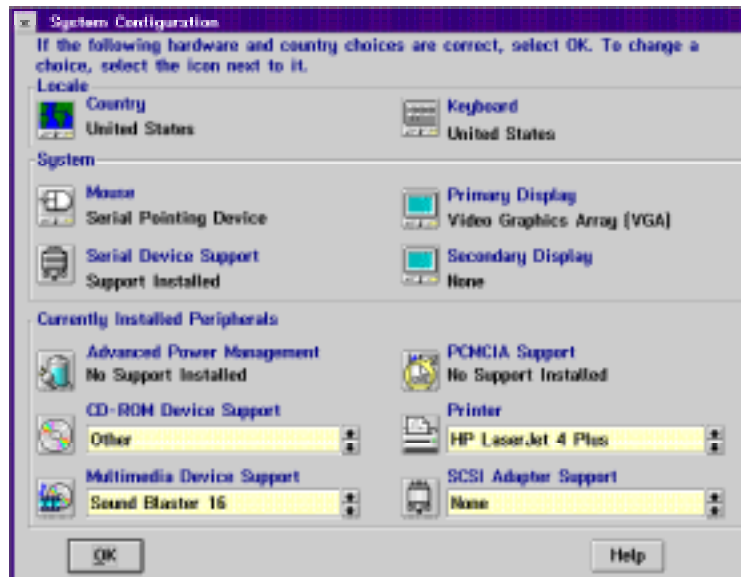 System Configuration
If the following hardware and country choices are correct, select OK. To change a
choice, select the icon next to it.
Locale
Country
United States
Keyboard
United States
System
Mouse
Serial Pointing Device
Primary Display
Video Graphics Array (VGA)
Serial Device Support
Support Installed
Secondary Display
None
Currently Installed Peripherals
Advanced Power Management
No Support Installed
PCMCIA Support
No Support Installed
CD-ROM Device Support
Other
Printer
HP LaserJet 4 Plus
Multimedia Device Support
Sound Blaster 16
SCSI Adapter Support
None
OK
Help